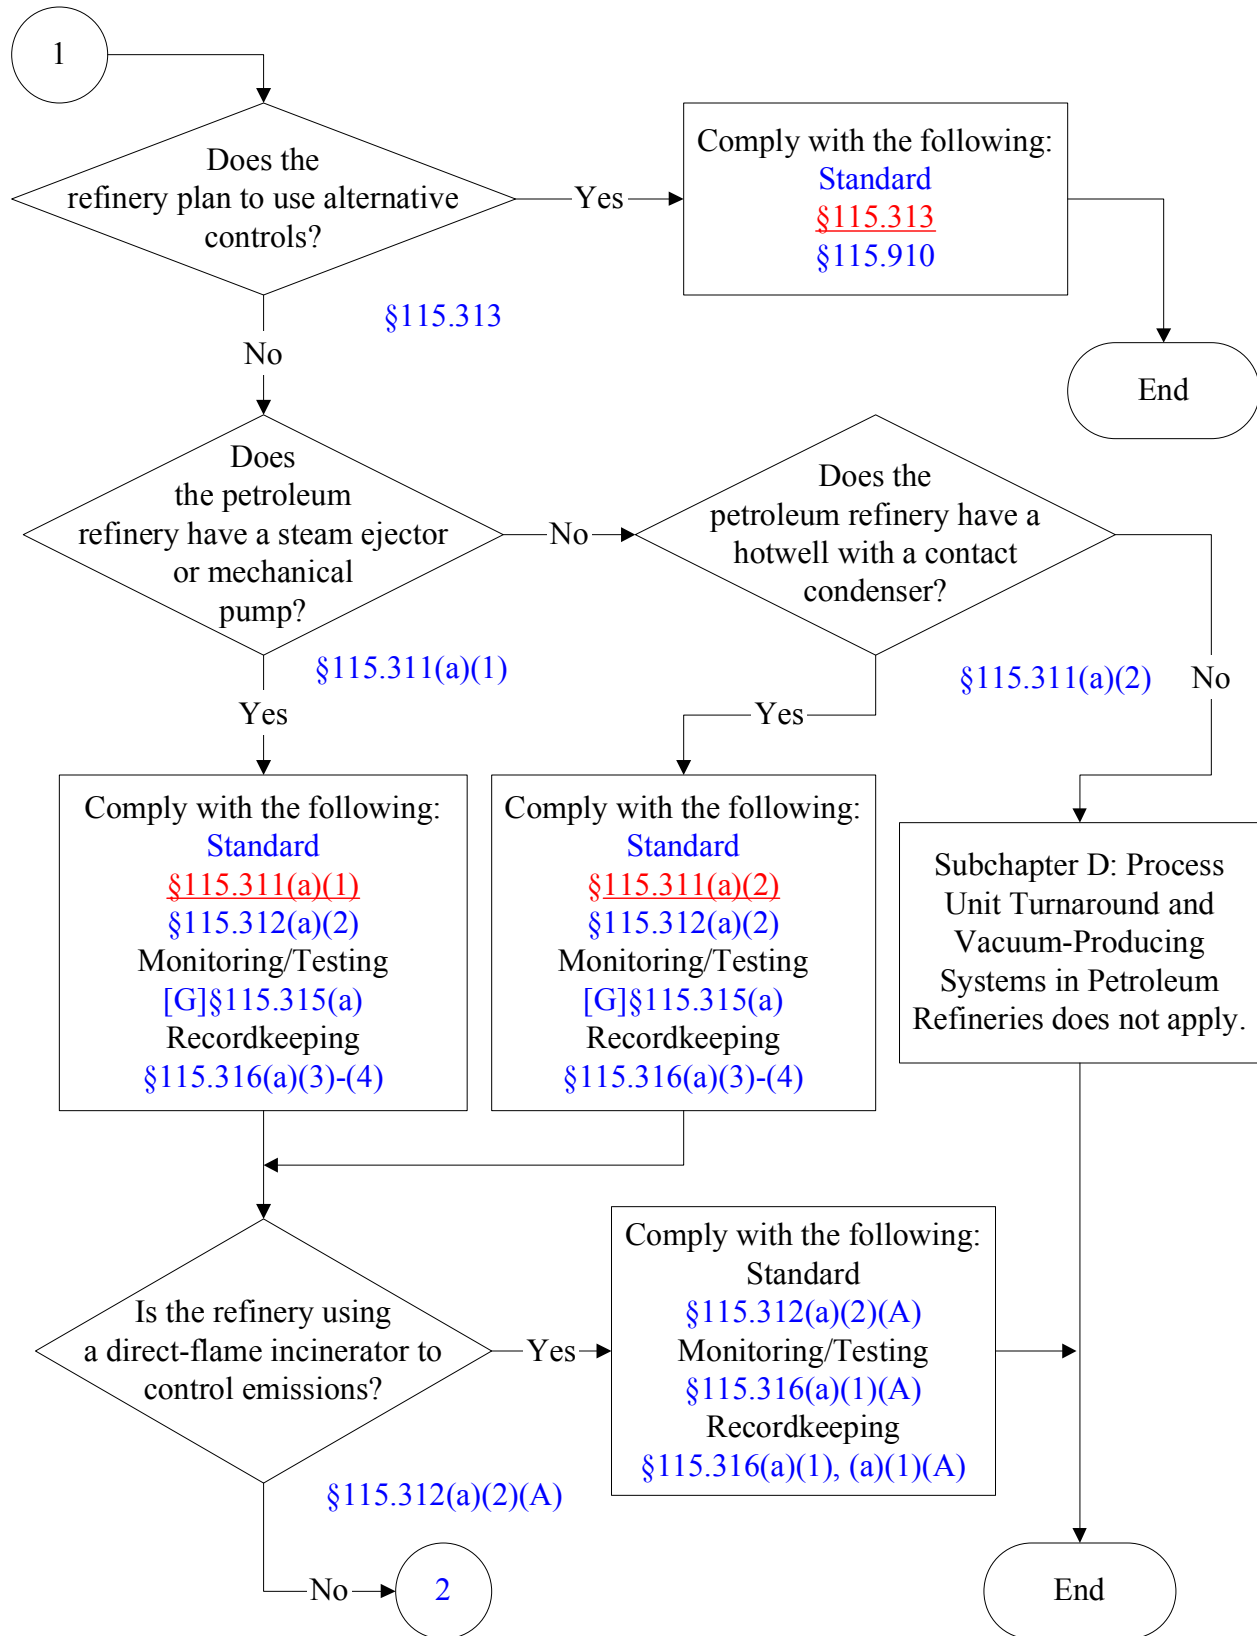 1
Does the
refinery plan to use alternative
controls?
Yes
Comply with the following:
Standard
§115.313
§115.910
§115.313
No
End
Does
the petroleum
refinery have a steam ejector
or mechanical
pump?
No
Does the
petroleum refinery have a
hotwell with a contact
condenser?
§115.311(a)(1)
§115.311(a)(2)
No
Yes
Yes
Comply with the following:
Standard
§115.311(a)(1)
§115.312(a)(2)
Monitoring/Testing
[G]§115.315(a)
Recordkeeping
§115.316(a)(3)-(4)
Comply with the following:
Standard
§115.311(a)(2)
§115.312(a)(2)
Monitoring/Testing
[G]§115.315(a)
Recordkeeping
§115.316(a)(3)-(4)
Subchapter D: Process
Unit Turnaround and
Vacuum-Producing
Systems in Petroleum
Refineries does not apply.
Is the refinery using
a direct-flame incinerator to
control emissions?
Yes
Comply with the following:
Standard
§115.312(a)(2)(A)
Monitoring/Testing
§115.316(a)(1)(A)
Recordkeeping
§115.316(a)(1), (a)(1)(A)
§115.312(a)(2)(A)
No
2
End